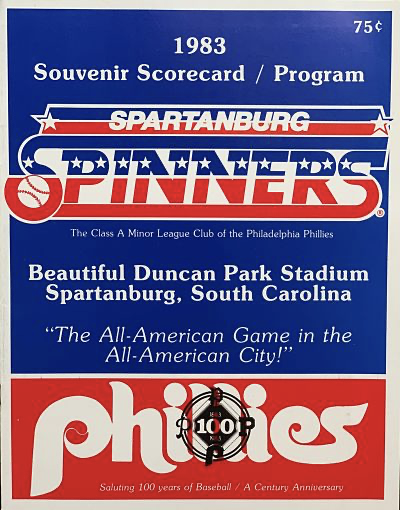 75¢
1983
Souvenir Scorecard / Program
SPARTANBURG
SPINNERS
®
The Class A Minor League Club of the Philadelphia Phillies
Beautiful Duncan Park Stadium
Spartanburg, South Carolina
"The All-American Game in the
All-American City!"
phillies
1883
100
1983
Saluting 100 years of Baseball / A Century Anniversary